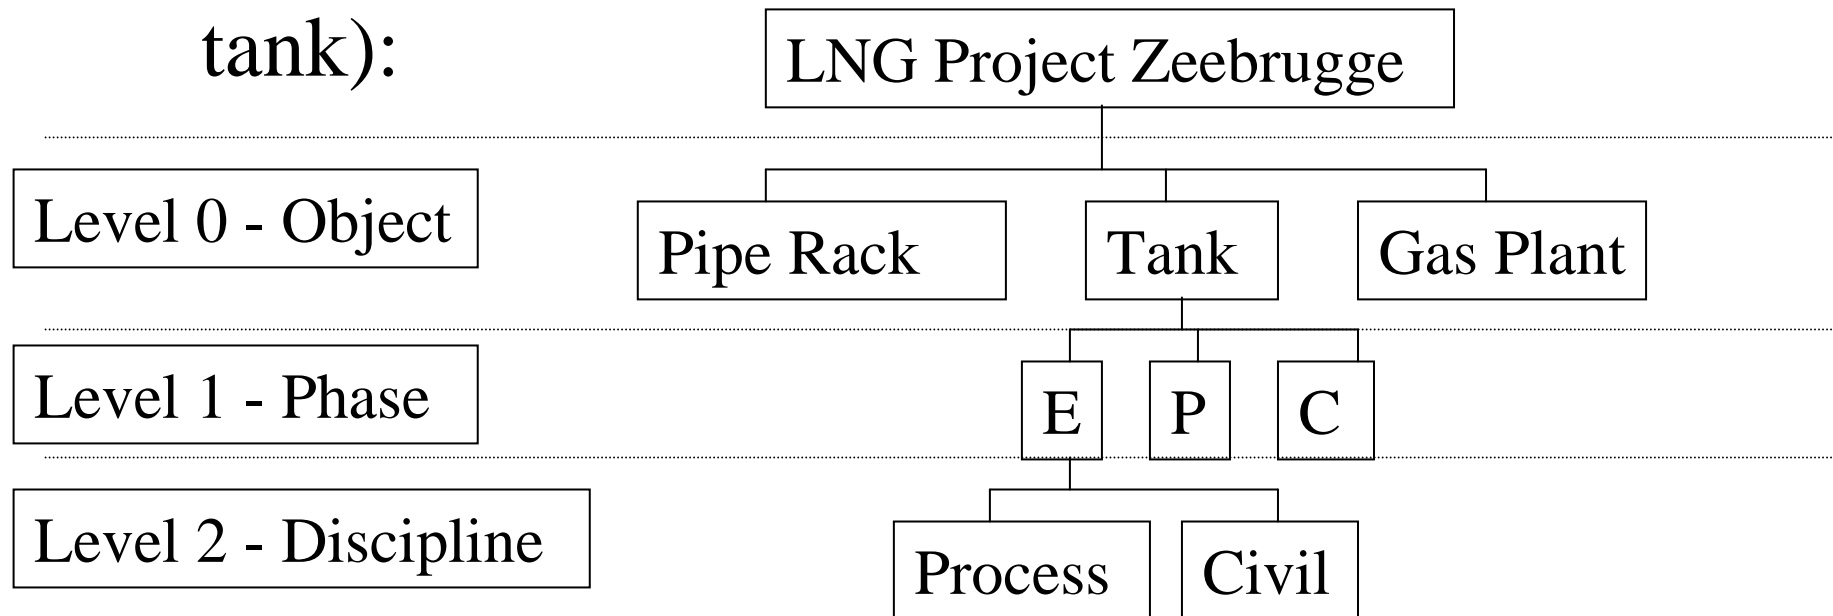 tank):
LNG Project Zeebrugge
Level 0 - Object
Pipe Rack
Tank
Gas Plant
Level 1 - Phase
E
P
C
Level 2 - Discipline
Process
Civil